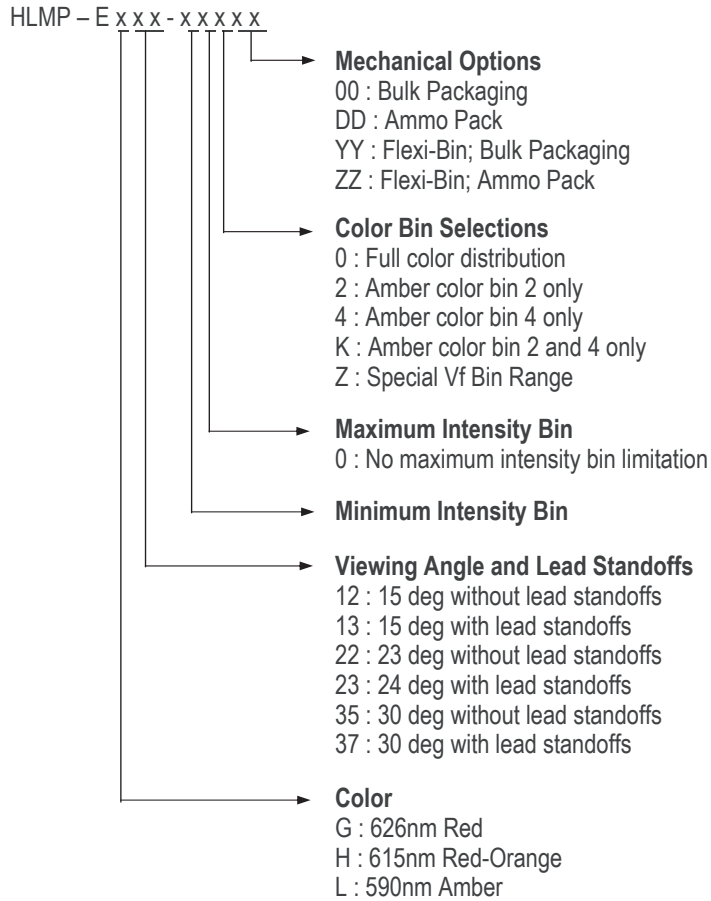 HLMP – E x x x - x x x x x
Mechanical Options
00 : Bulk Packaging
DD : Ammo Pack
YY : Flexi-Bin; Bulk Packaging
ZZ : Flexi-Bin; Ammo Pack
Color Bin Selections
0 : Full color distribution
2 : Amber color bin 2 only
4 : Amber color bin 4 only
K : Amber color bin 2 and 4 only
Z : Special Vf Bin Range
Maximum Intensity Bin
0 : No maximum intensity bin limitation
Minimum Intensity Bin
Viewing Angle and Lead Standoffs
12 : 15 deg without lead standoffs
13 : 15 deg with lead standoffs
22 : 23 deg without lead standoffs
23 : 24 deg with lead standoffs
35 : 30 deg without lead standoffs
37 : 30 deg with lead standoffs
Color
G : 626nm Red
H : 615nm Red-Orange
L : 590nm Amber